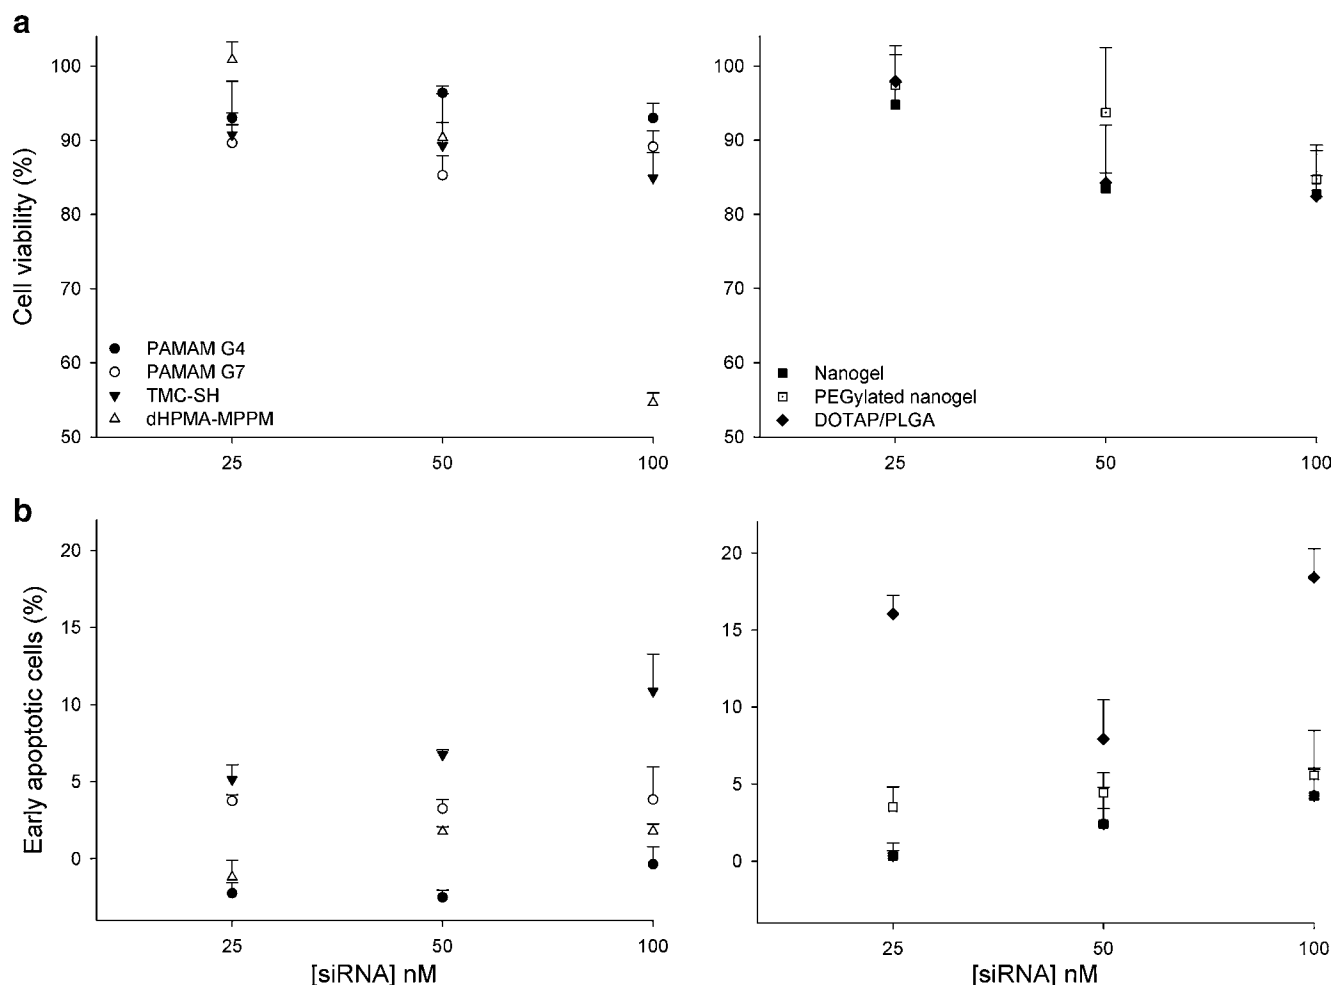 a
Cell viability (%)
100
90
80
70
60
50
PAMAM G4
PAMAM G7
TMC-SH
dHPMA-MPPM
25
50
100
100
90
80
70
60
50
Nanogel
PEGylated nanogel
DOTAP/PLGA
25
50
100
b
Early apoptotic cells (%)
20
15
10
5
0
25
50
100
[siRNA] nM
20
15
10
5
0
25
50
100
[siRNA] nM